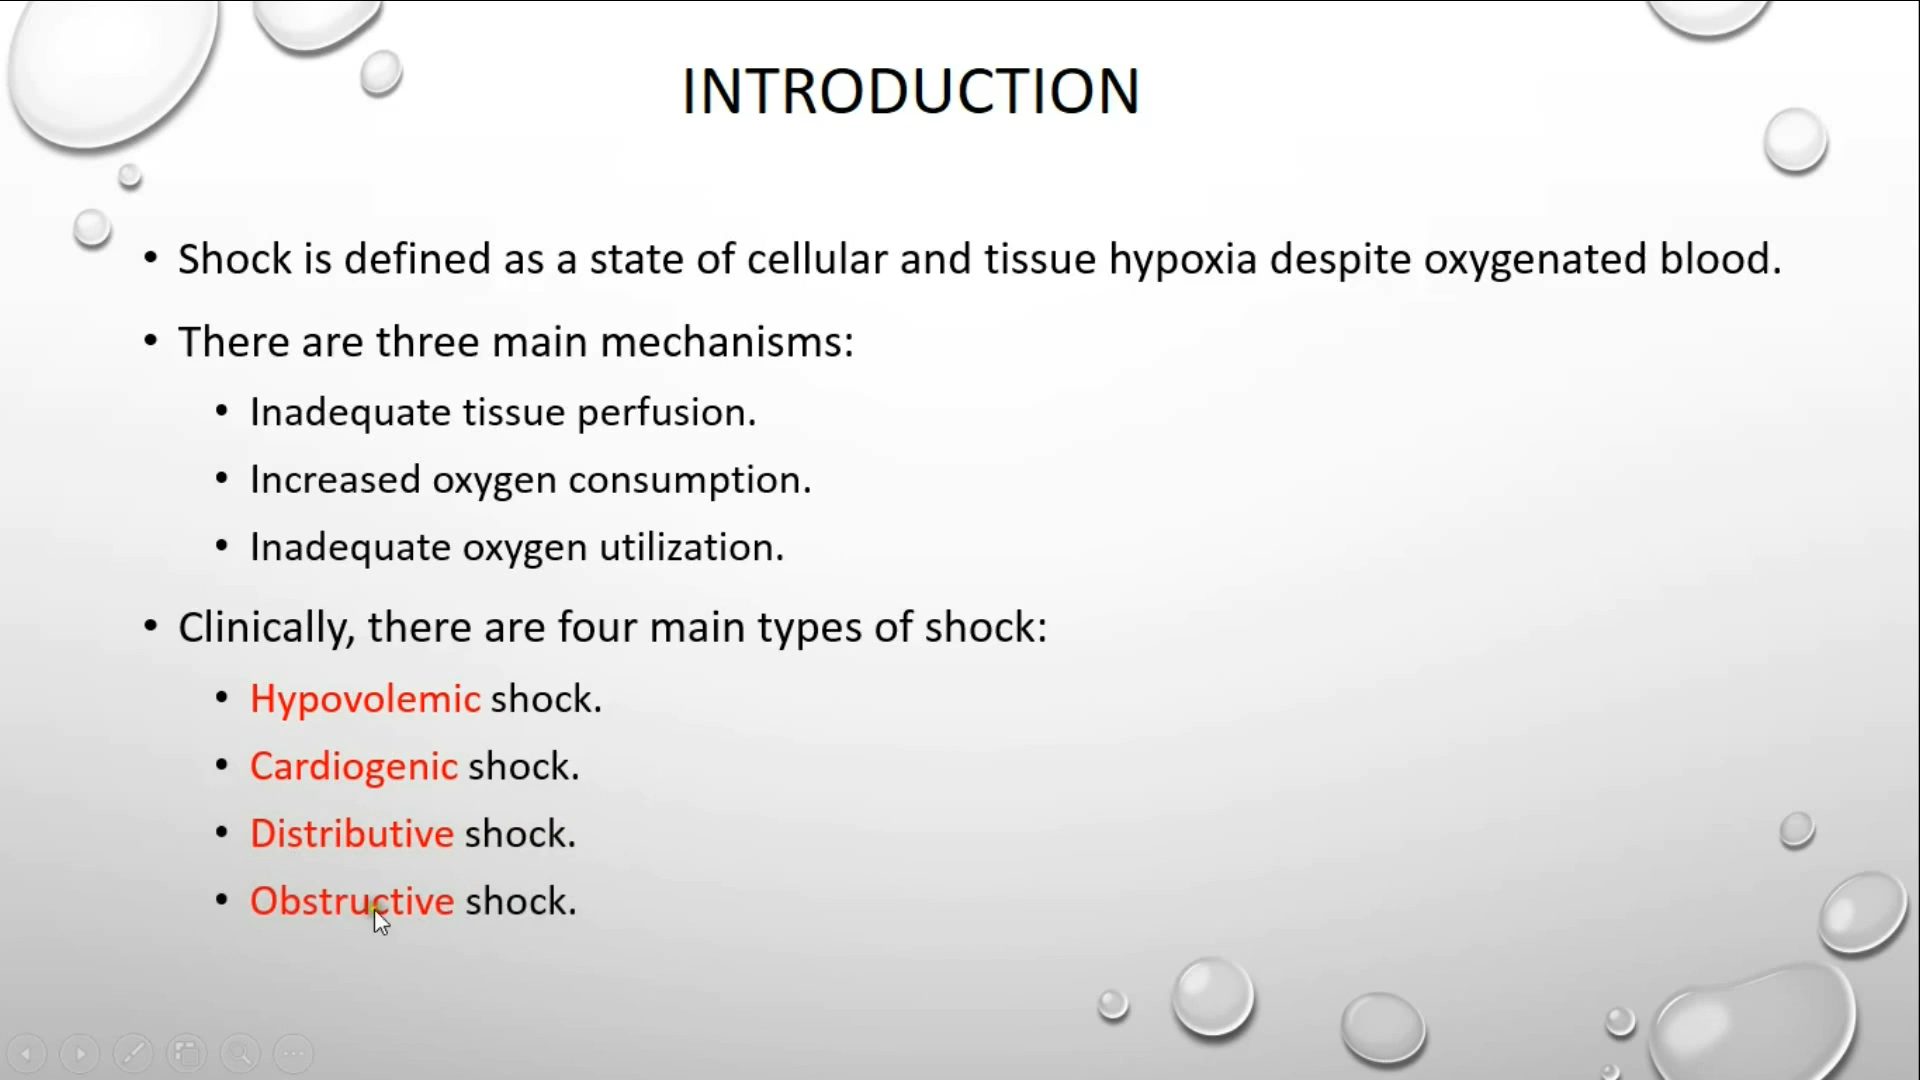 INTRODUCTION
• Shock is defined as a state of cellular and tissue hypoxia despite oxygenated blood.
• There are three main mechanisms:
• Inadequate tissue perfusion.
• Increased oxygen consumption.
• Inadequate oxygen utilization.
• Clinically, there are four main types of shock:
• Hypovolemic shock.
• Cardiogenic shock.
• Distributive shock.
• Obstructive shock.